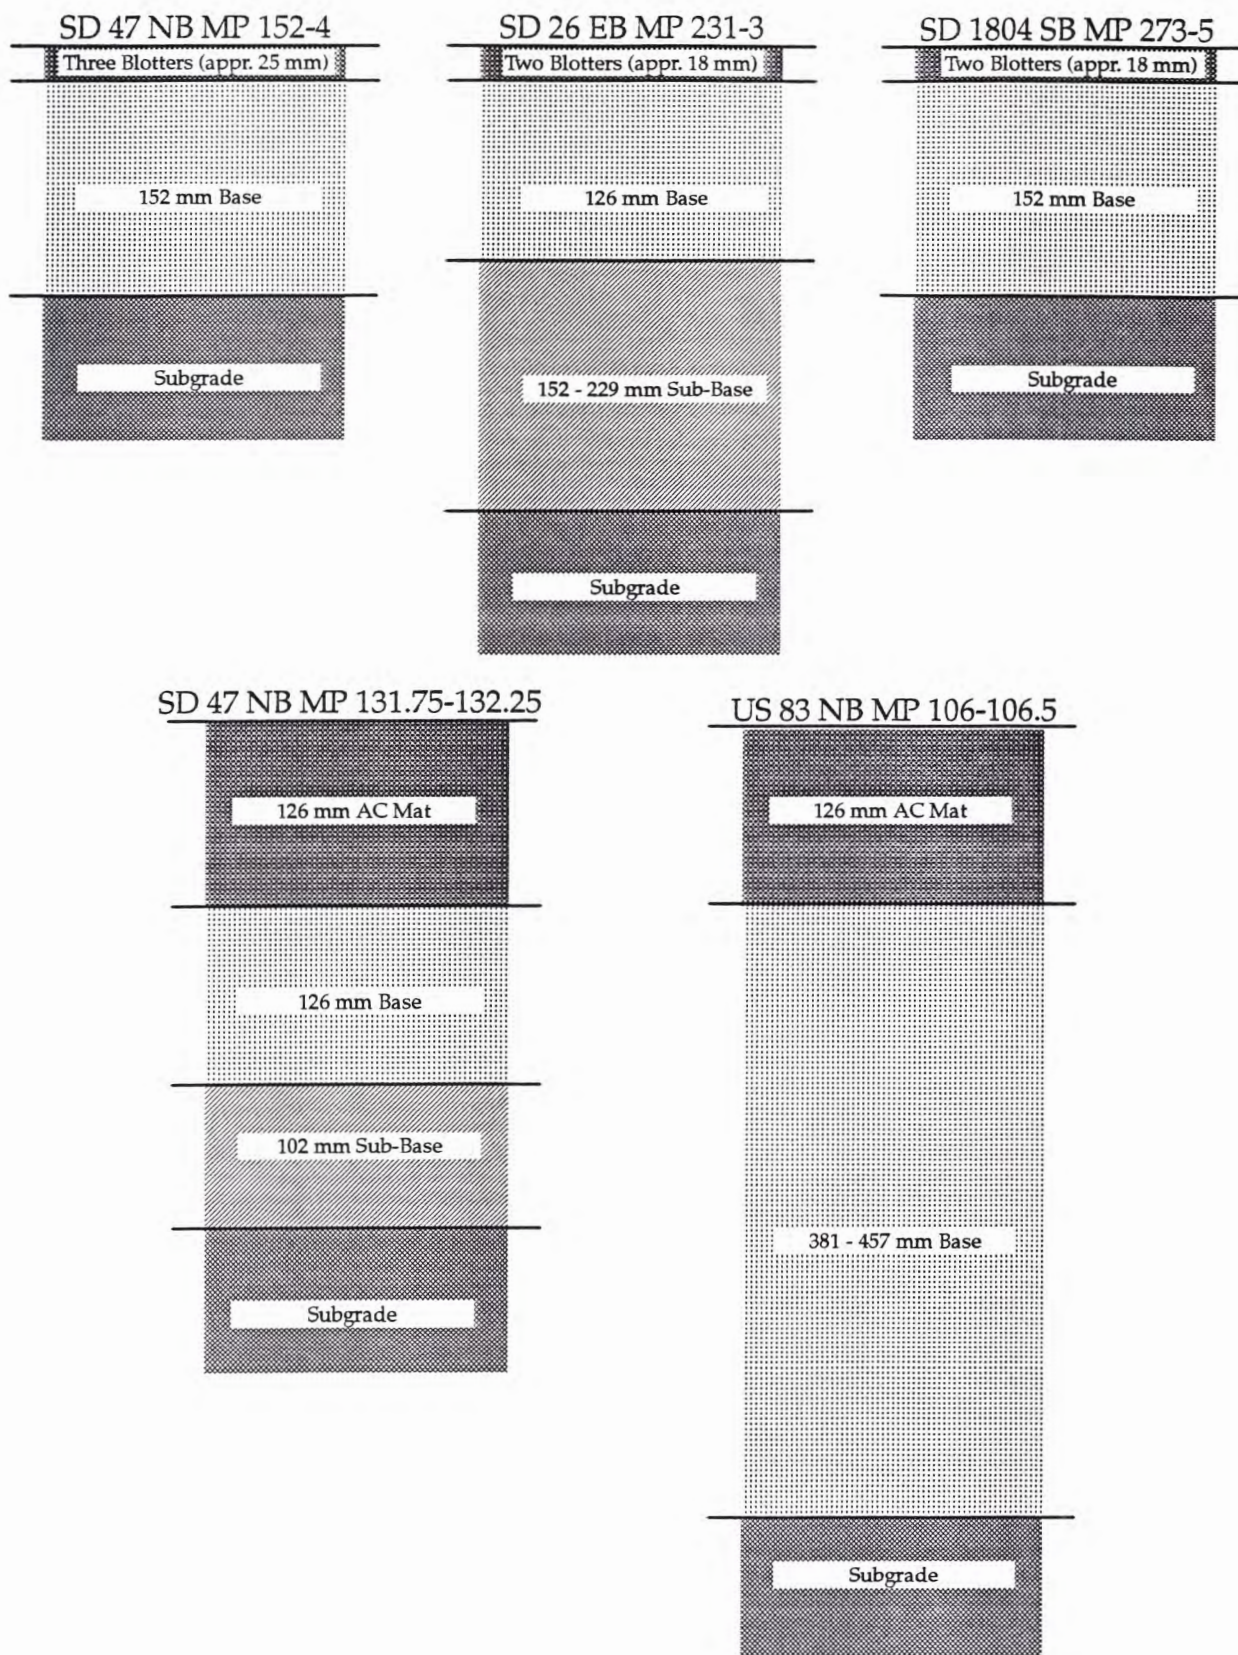 SD 47 NB MP 152-4
Three Blotters (appr. 25 mm)
152 mm Base
Subgrade
SD 26 EB MP 231-3
Two Blotters (appr. 18 mm)
126 mm Base
152 - 229 mm Sub-Base
Subgrade
SD 1804 SB MP 273-5
Two Blotters (appr. 18 mm)
152 mm Base
Subgrade
SD 47 NB MP 131.75-132.25
126 mm AC Mat
126 mm Base
102 mm Sub-Base
Subgrade
US 83 NB MP 106-106.5
126 mm AC Mat
381 - 457 mm Base
Subgrade